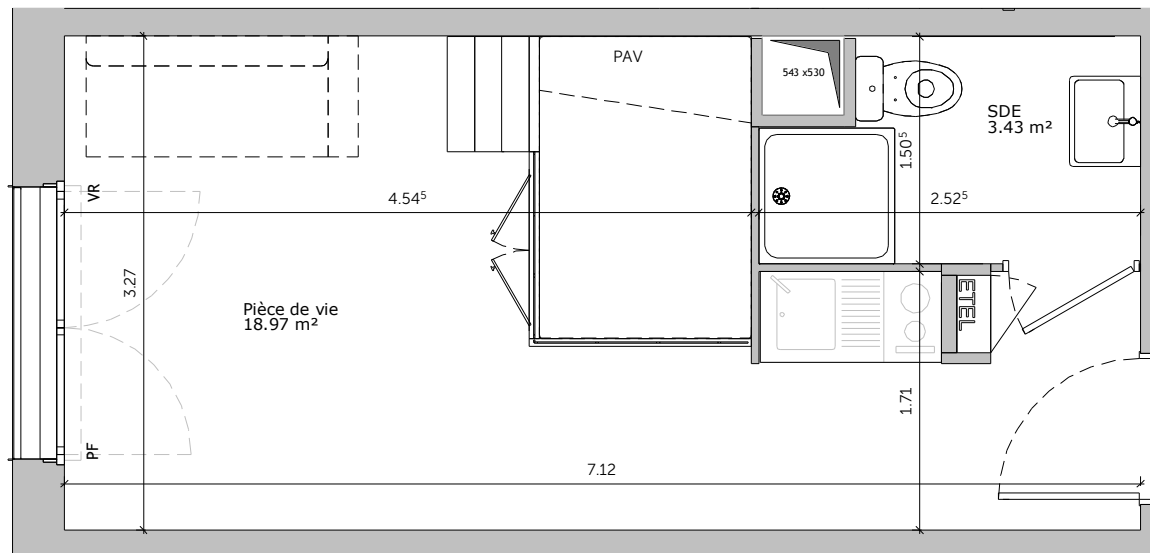 PAV
543 x530
SDE
3.43 m²
1.50⁵
VR
4.54⁵
2.52⁵
3.27
Pièce de vie
18.97 m²
ETEL
1.71
PF
7.12